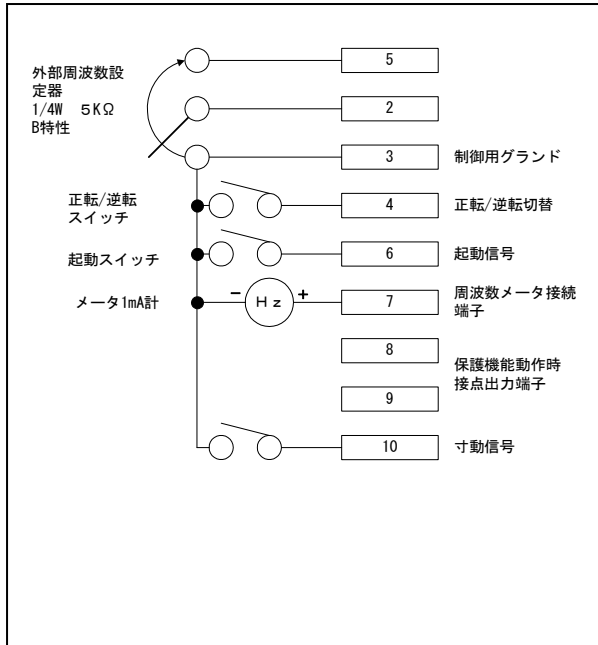 外部周波数設
定器
1/4W 5KΩ
B特性
5
2
3
制御用グランド
正転/逆転
スイッチ
4
正転/逆転切替
起動スイッチ
6
起動信号
メータ1mA計
− Hz +
7
周波数メータ接続
端子
8
9
保護機能動作時
接点出力端子
10
寸動信号